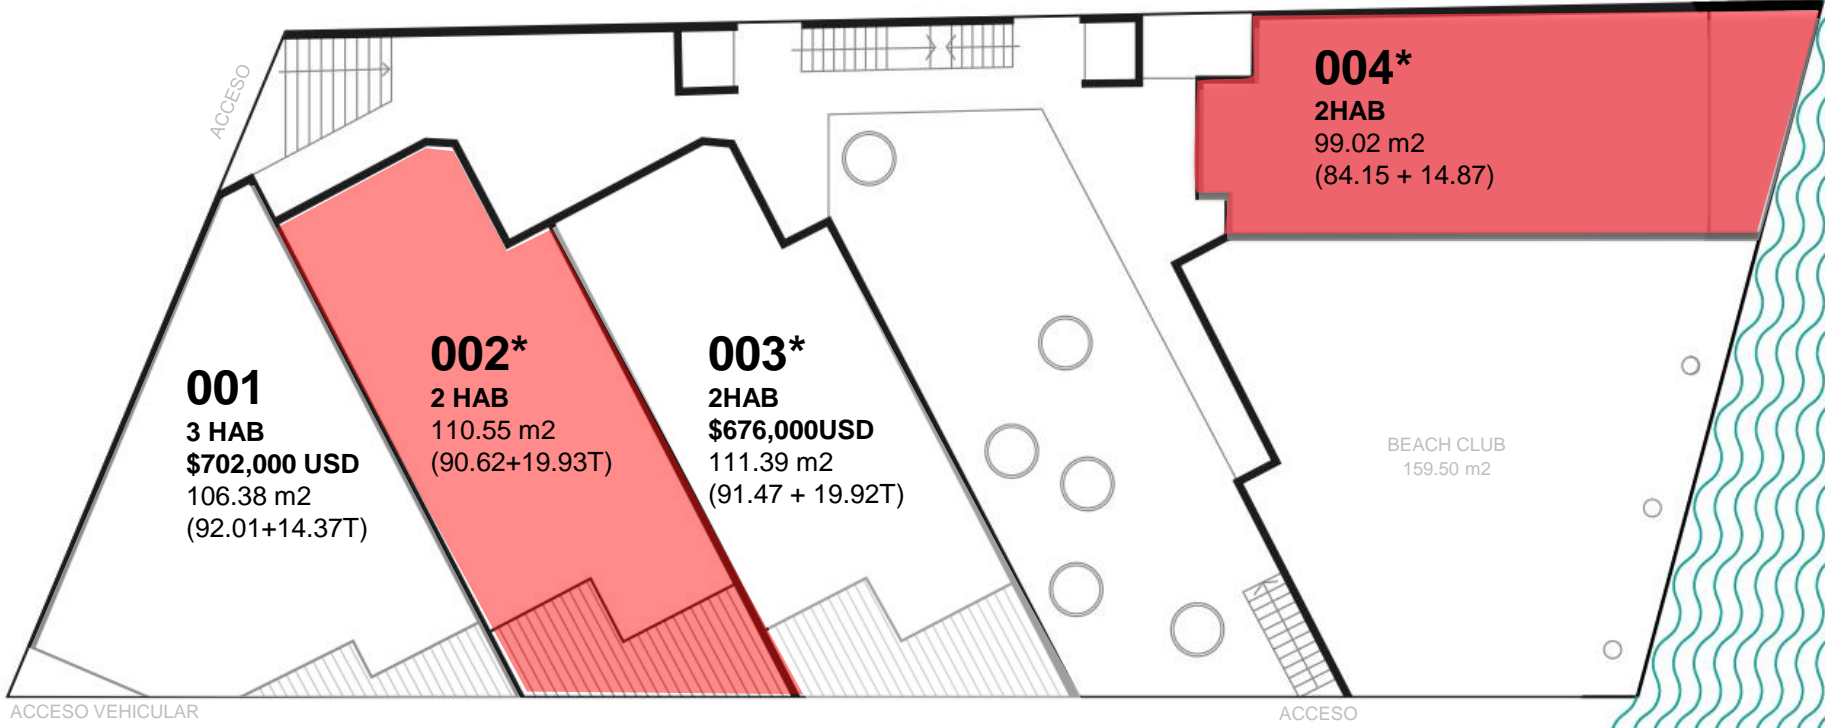 ACCESO
004*
2HAB
99.02 m2
(84.15 + 14.87)
001
3 HAB
$702,000 USD
106.38 m2
(92.01+14.37T)
002*
2 HAB
110.55 m2
(90.62+19.93T)
003*
2HAB
$676,000USD
111.39 m2
(91.47 + 19.92T)
BEACH CLUB
159.50 m2
ACCESO VEHICULAR
ACCESO